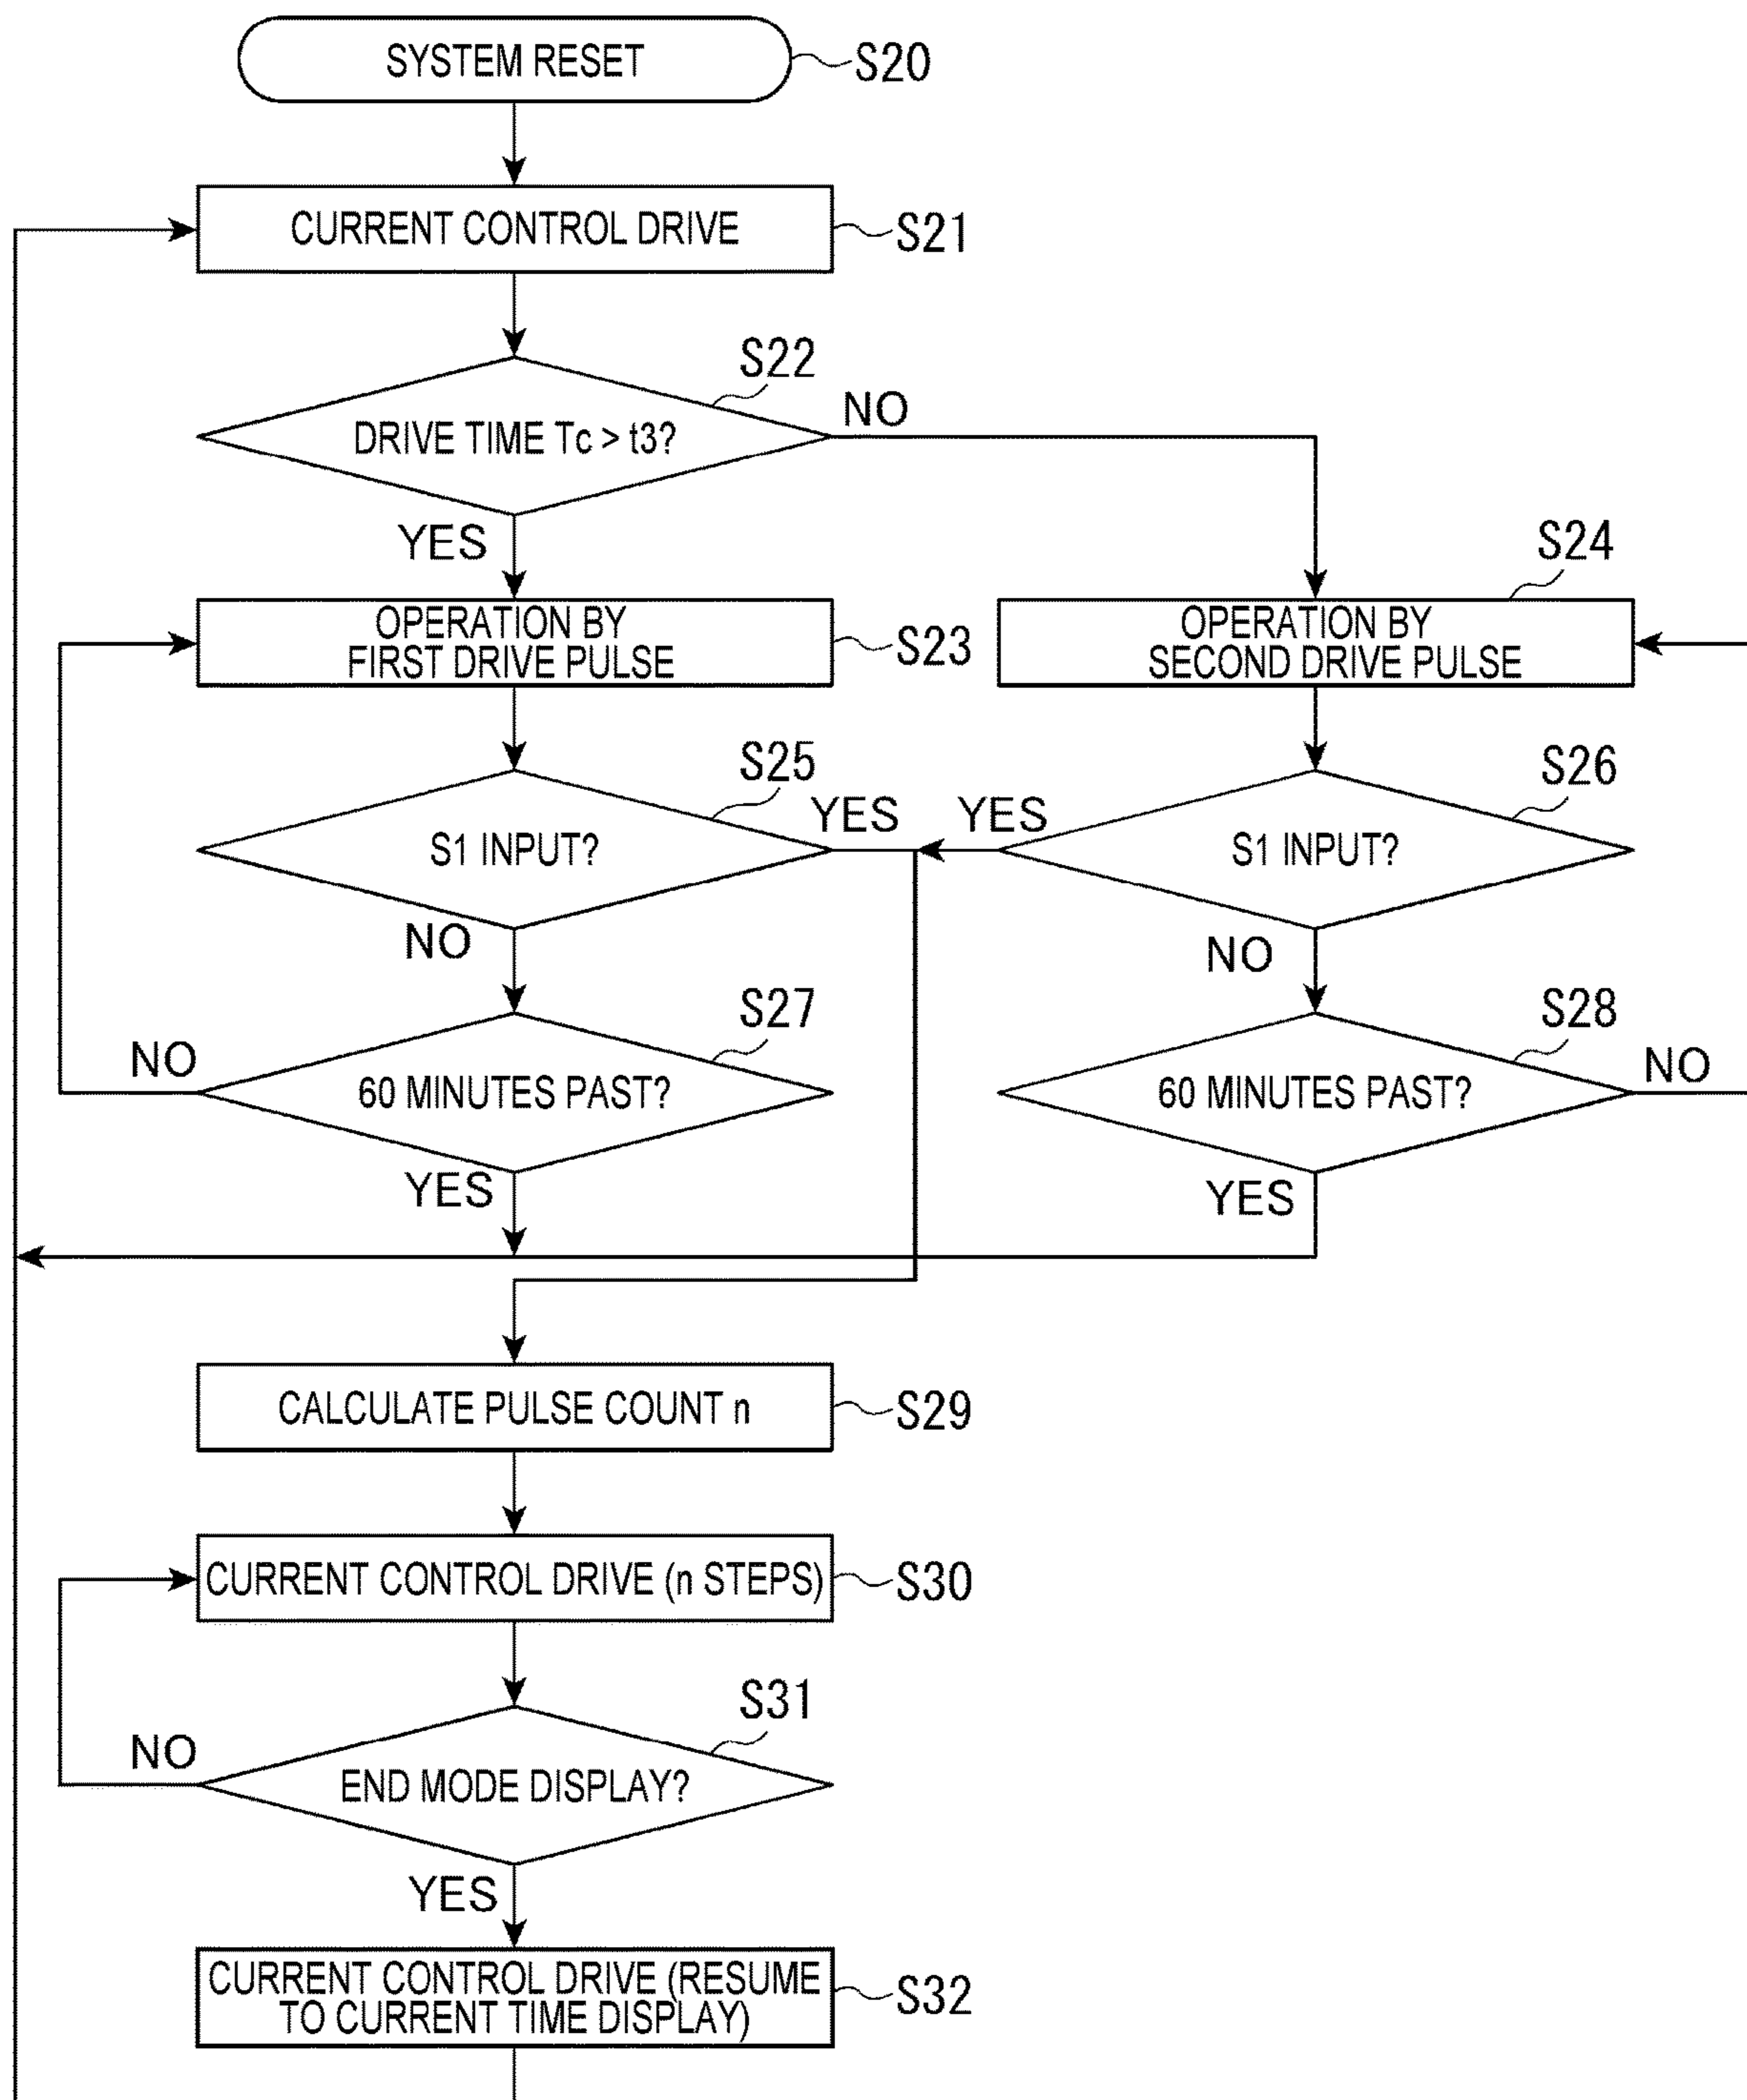 SYSTEM RESET
S20
CURRENT CONTROL DRIVE
S21
S22
DRIVE TIME Tc > t3?
NO
YES
OPERATION BY
FIRST DRIVE PULSE
S23
S24
OPERATION BY
SECOND DRIVE PULSE
S25
S1 INPUT?
YES
NO
S26
YES
S1 INPUT?
NO
S27
60 MINUTES PAST?
NO
YES
S28
60 MINUTES PAST?
NO
YES
CALCULATE PULSE COUNT n
S29
CURRENT CONTROL DRIVE (n STEPS)
S30
S31
END MODE DISPLAY?
NO
YES
CURRENT CONTROL DRIVE (RESUME
TO CURRENT TIME DISPLAY)
S32